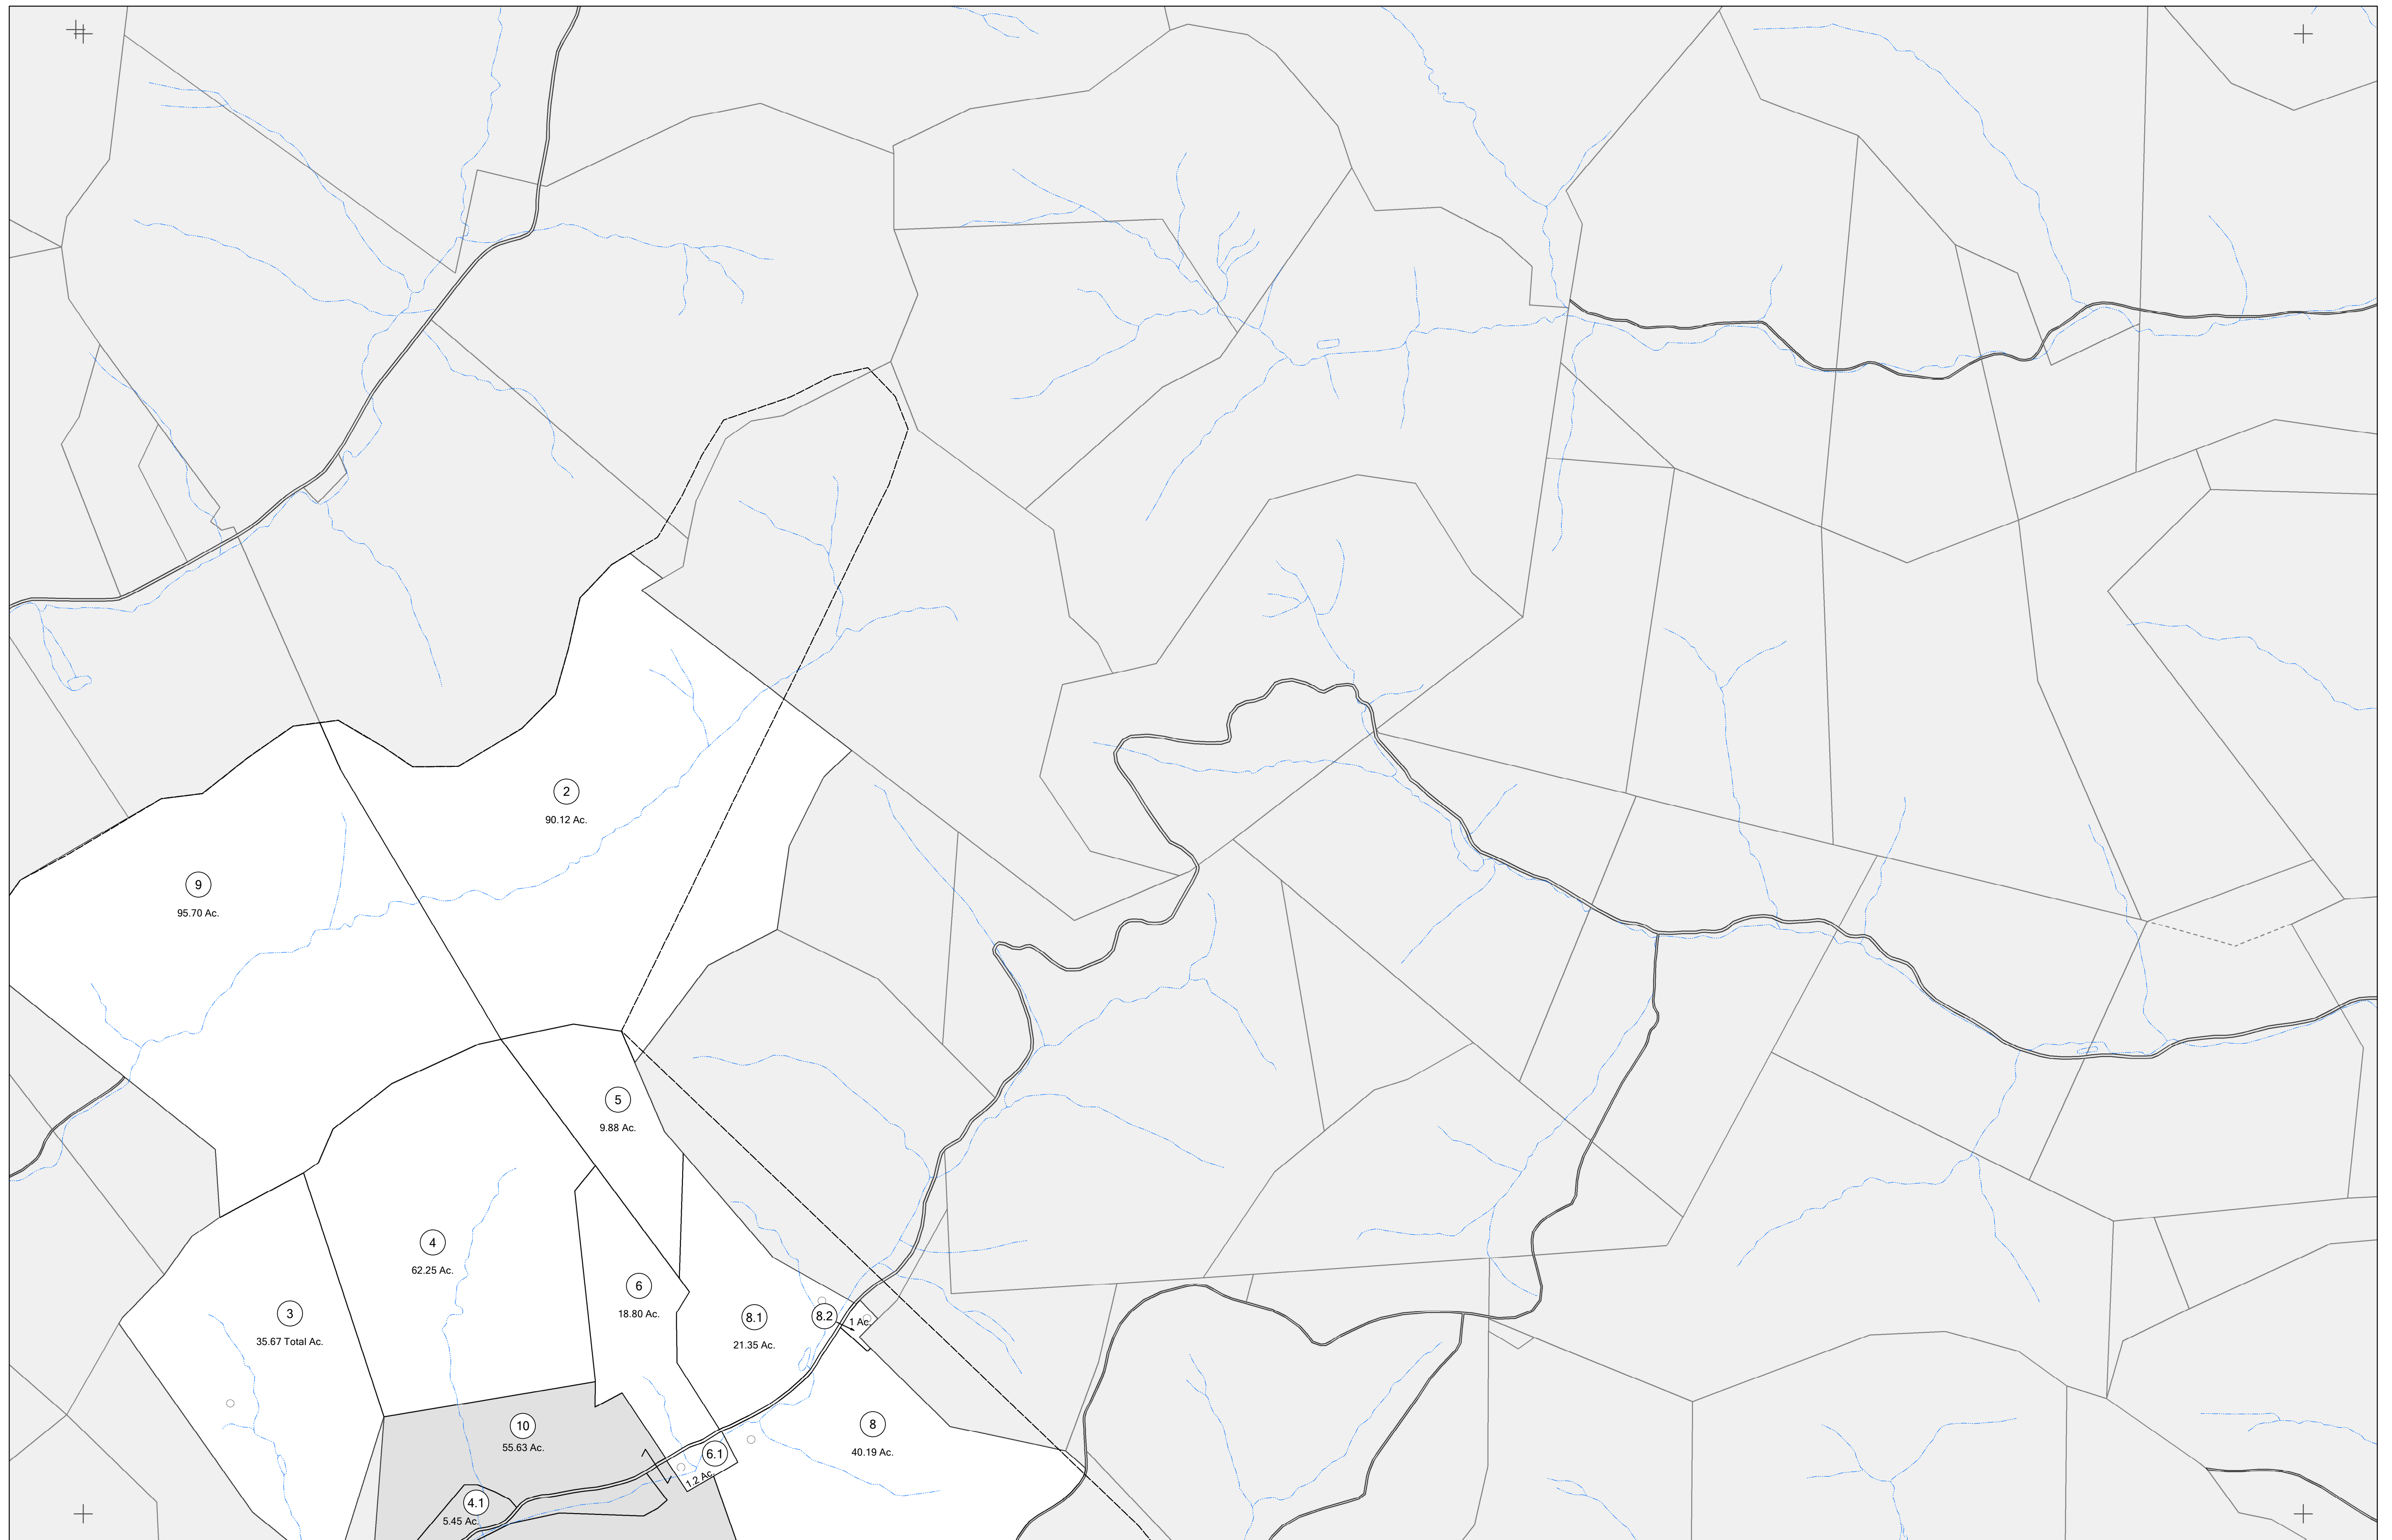 2
90.12 Ac.
9
95.70 Ac.
5
9.88 Ac.
4
62.25 Ac.
6
18.80 Ac.
3
35.67 Total Ac.
8.1
21.35 Ac.
8.2
1 Ac.
10
55.63 Ac.
8
40.19 Ac.
6.1
1.2 Ac.
4.1
5.45 Ac.